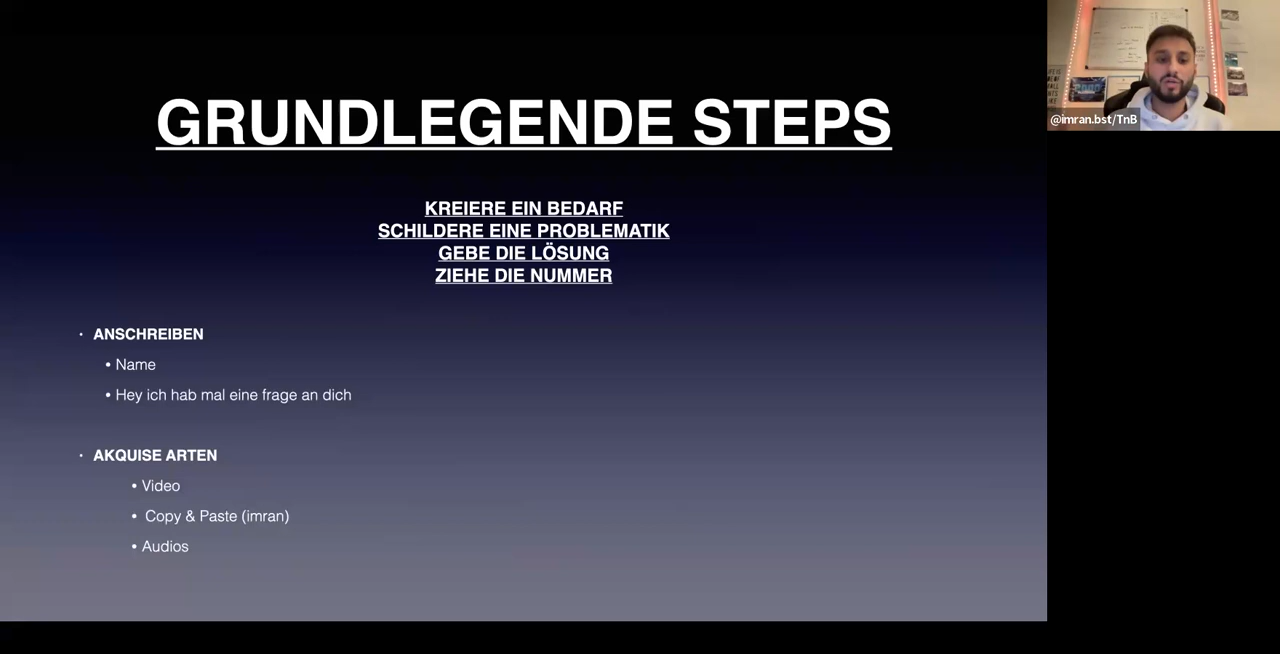 GRUNDLEGENDE STEPS
KREIERE EIN BEDARF
SCHILDERE EINE PROBLEMATIK
GEBE DIE LÖSUNG
ZIEHE DIE NUMMER
· ANSCHREIBEN
• Name
• Hey ich hab mal eine frage an dich
· AKQUISE ARTEN
• Video
• Copy & Paste (imran)
• Audios
@imran.bst/TnB